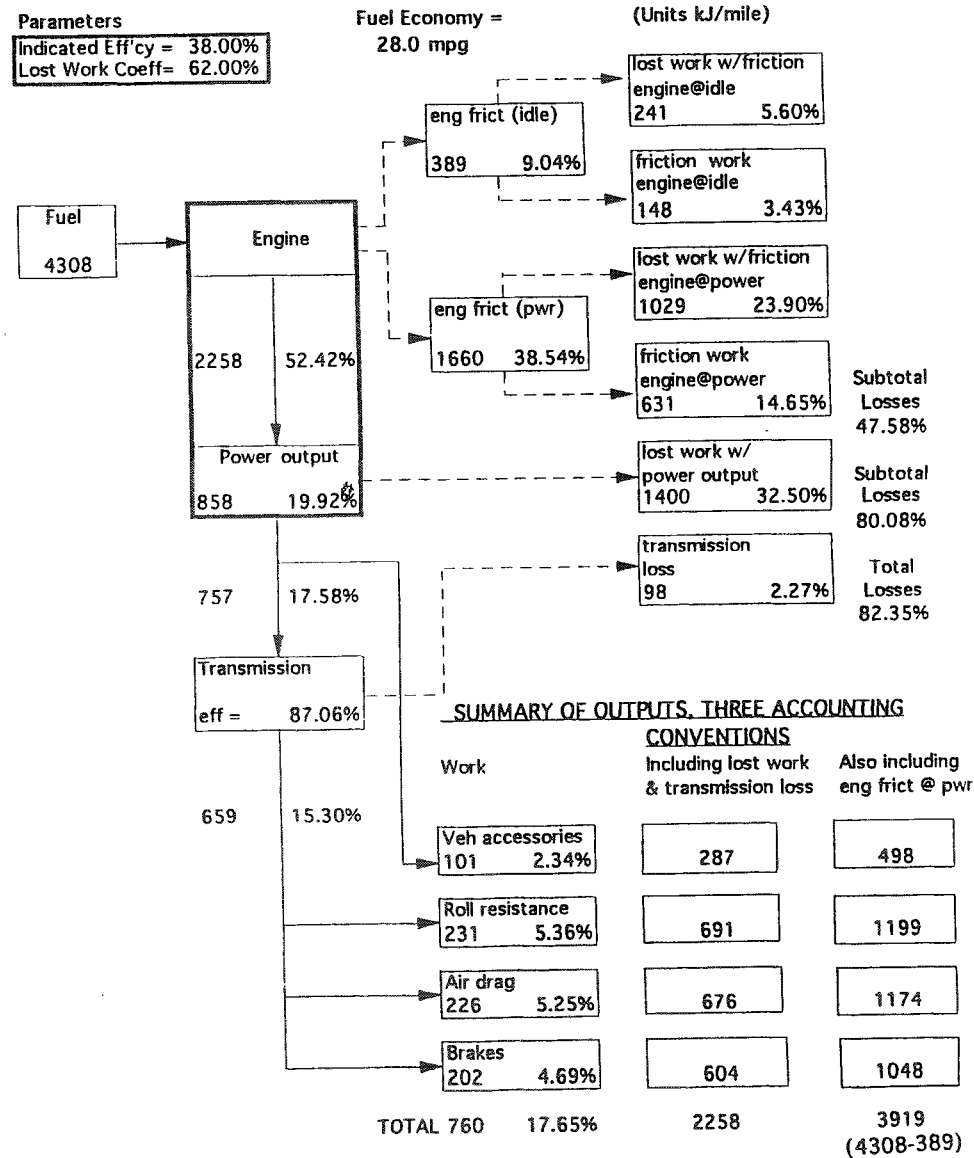 Parameters
Indicated Eff'cy = 38.00%
Lost Work Coeff= 62.00%
Fuel Economy =
28.0 mpg
(Units kJ/mile)
lost work w/friction
engine@idle
241 5.60%
eng frict (idle)
389 9.04%
friction work
engine@idle
148 3.43%
Fuel
4308
Engine
2258 52.42%
Power output
858 19.92%
lost work w/friction
engine@power
1029 23.90%
eng frict (pwr)
1660 38.54%
friction work
engine@power
631 14.65%
Subtotal
Losses
47.58%
lost work w/
power output
1400 32.50%
Subtotal
Losses
80.08%
transmission
loss
98 2.27%
Total
Losses
82.35%
757 17.58%
Transmission
eff = 87.06%
659 15.30%
SUMMARY OF OUTPUTS, THREE ACCOUNTING
CONVENTIONS
Work
Including lost work
& transmission loss
Also including
eng frict @ pwr
Veh accessories
101 2.34%
287
498
Roll resistance
231 5.36%
691
1199
Air drag
226 5.25%
676
1174
Brakes
202 4.69%
604
1048
TOTAL 760 17.65% 2258 3919
(4308-389)